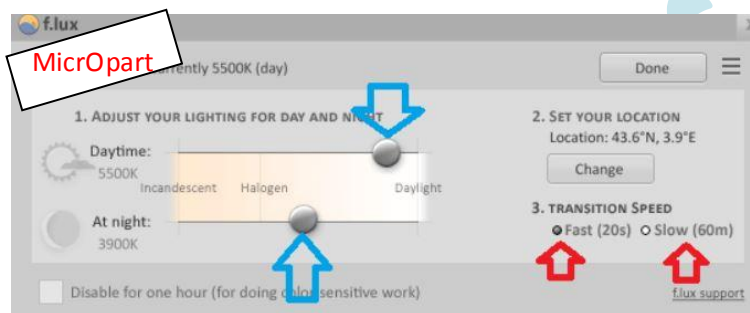 f.lux
MicrOpart
rrently 5500K (day)
Done
1. ADJUST YOUR LIGHTING FOR DAY AND NIGHT
2. SET YOUR LOCATION
Location: 43.6°N, 3.9°E
Daytime:
5500K
Change
Incandescent Halogen Daylight
3. TRANSITION SPEED
At night:
3900K
Fast (20s) Slow (60m)
Disable for one hour (for doing color sensitive work)
f.lux support